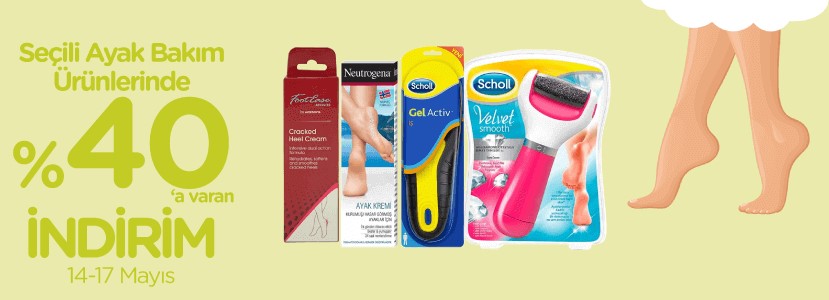 Seçili Ayak Bakım
Ürünlerinde
%40
'a varan
İNDİRİM
14-17 Mayıs
FootEase
Cracked
Heel Cream
Neutrogena
AYAK KREMİ
Scholl
Gel Activ
Scholl
Velvet
smooth